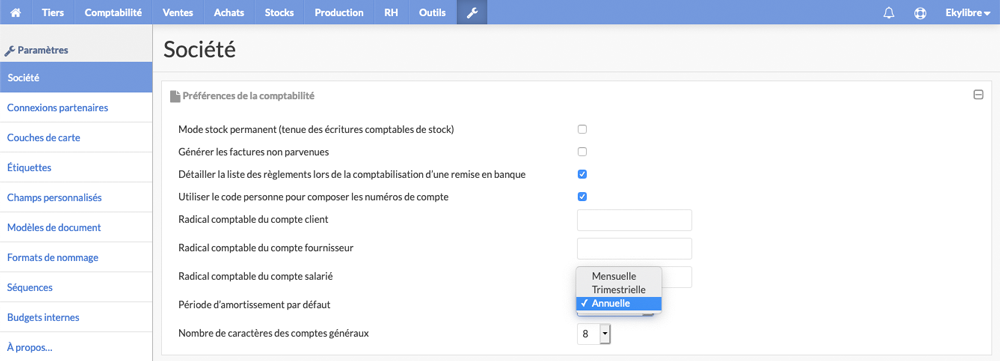 Tiers Comptabilité Ventes Achats Stocks Production RH Outils Ekylibre
Paramètres
Société
Connexions partenaires
Couches de carte
Étiquettes
Champs personnalisés
Modèles de document
Formats de nommage
Séquences
Budgets internes
À propos...
Société
Préférences de la comptabilité
Mode stock permanent (tenue des écritures comptables de stock)
Générer les factures non parvenues
Détailler la liste des règlements lors de la comptabilisation d'une remise en banque
Utiliser le code personne pour composer les numéros de compte
Radical comptable du compte client
Radical comptable du compte fournisseur
Radical comptable du compte salarié
Mensuelle
Trimestrielle
Période d'amortissement par défaut
✓ Annuelle
Nombre de caractères des comptes généraux 8